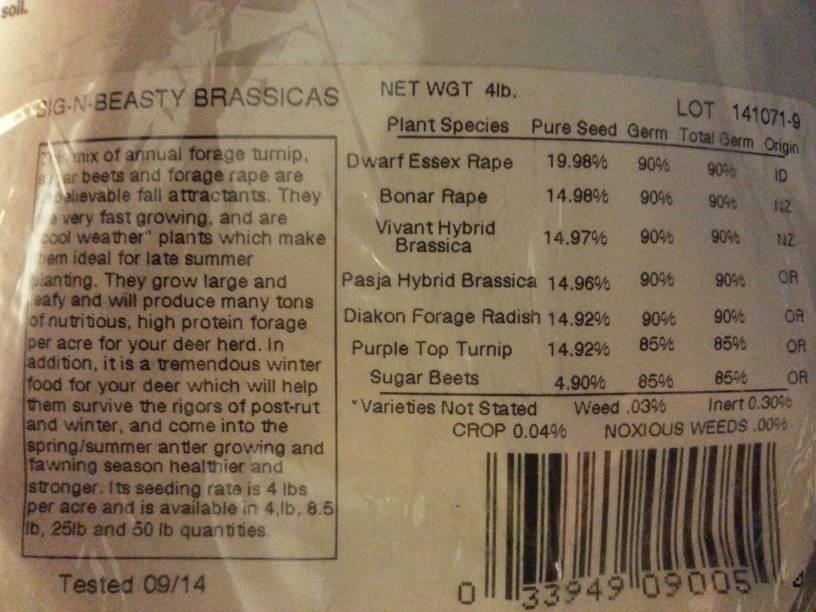 soil.
BIG-N-BEASTY BRASSICAS
NET WGT 4lb.
LOT 141071-9
mix of annual forage turnip,
beets and forage rape are
fall attractants. They
very fast growing, and are
cool weather" plants which make
them ideal for late summer
planting. They grow large and
leafy and will produce many tons
of nutritious, high protein forage
per acre for your deer herd. In
addition, it is a tremendous winter
food for your deer which will help
them survive the rigors of post-rut
and winter, and come into the
spring/summer antler growing and
fawning season healthier and
stronger. Its seeding rate is 4 lbs
per acre and is available in 4,lb, 8.5
lb, 25lb and 50 lb quantities.
Tested 09/14
Plant Species Pure Seed Germ Total Germ Origin
Dwarf Essex Rape 19.98% 90% 90% ID
Bonar Rape 14.98% 90% 90% NZ
Vivant Hybrid
Brassica 14.97% 90% 90% NZ
Pasja Hybrid Brassica 14.96% 90% 90% OR
Diakon Forage Radish 14.92% 90% 90% OR
Purple Top Turnip 14.92% 85% 85% OR
Sugar Beets 4.90% 85% 85% OR
*Varieties Not Stated Weed .03% Inert 0.30%
CROP 0.04% NOXIOUS WEEDS .00%
0 33949 09005